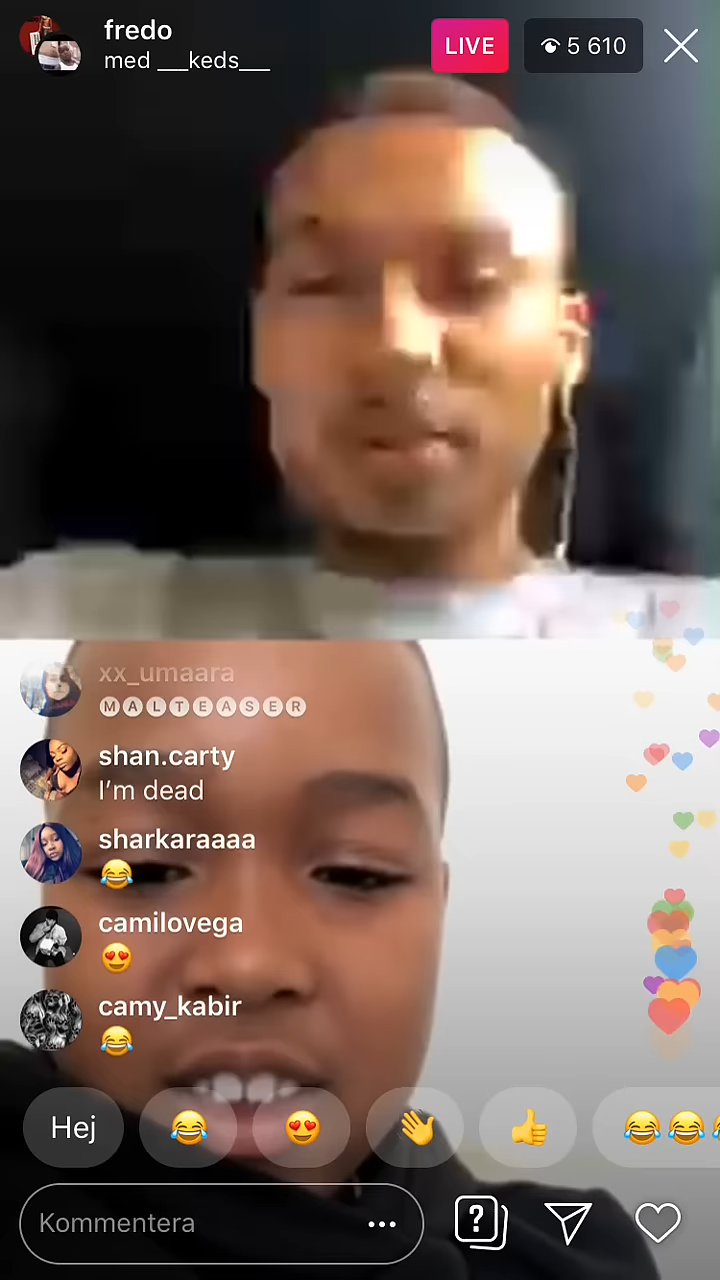 fredo
med ___keds___
LIVE
5 610
xx_umaara
MALTEASER
shan.carty
I'm dead
sharkaraaaa
😂
camilovega
😍
camy_kabir
😂
Hej 😂 😍 👋 👍 😂😂
Kommentera